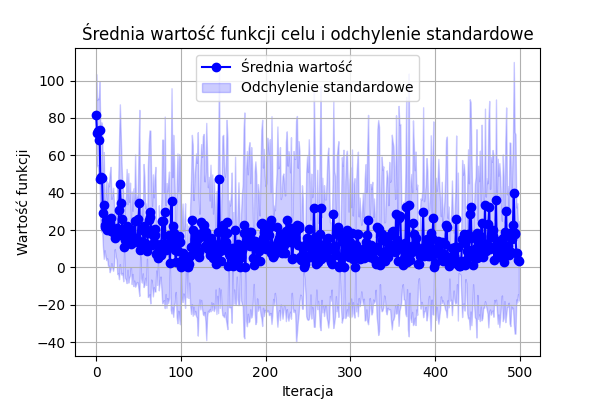 Średnia wartość funkcji celu i odchylenie standardowe
Średnia wartość
Odchylenie standardowe
Wartość funkcji
100
80
60
40
20
0
−20
−40
0
100
200
300
400
500
Iteracja